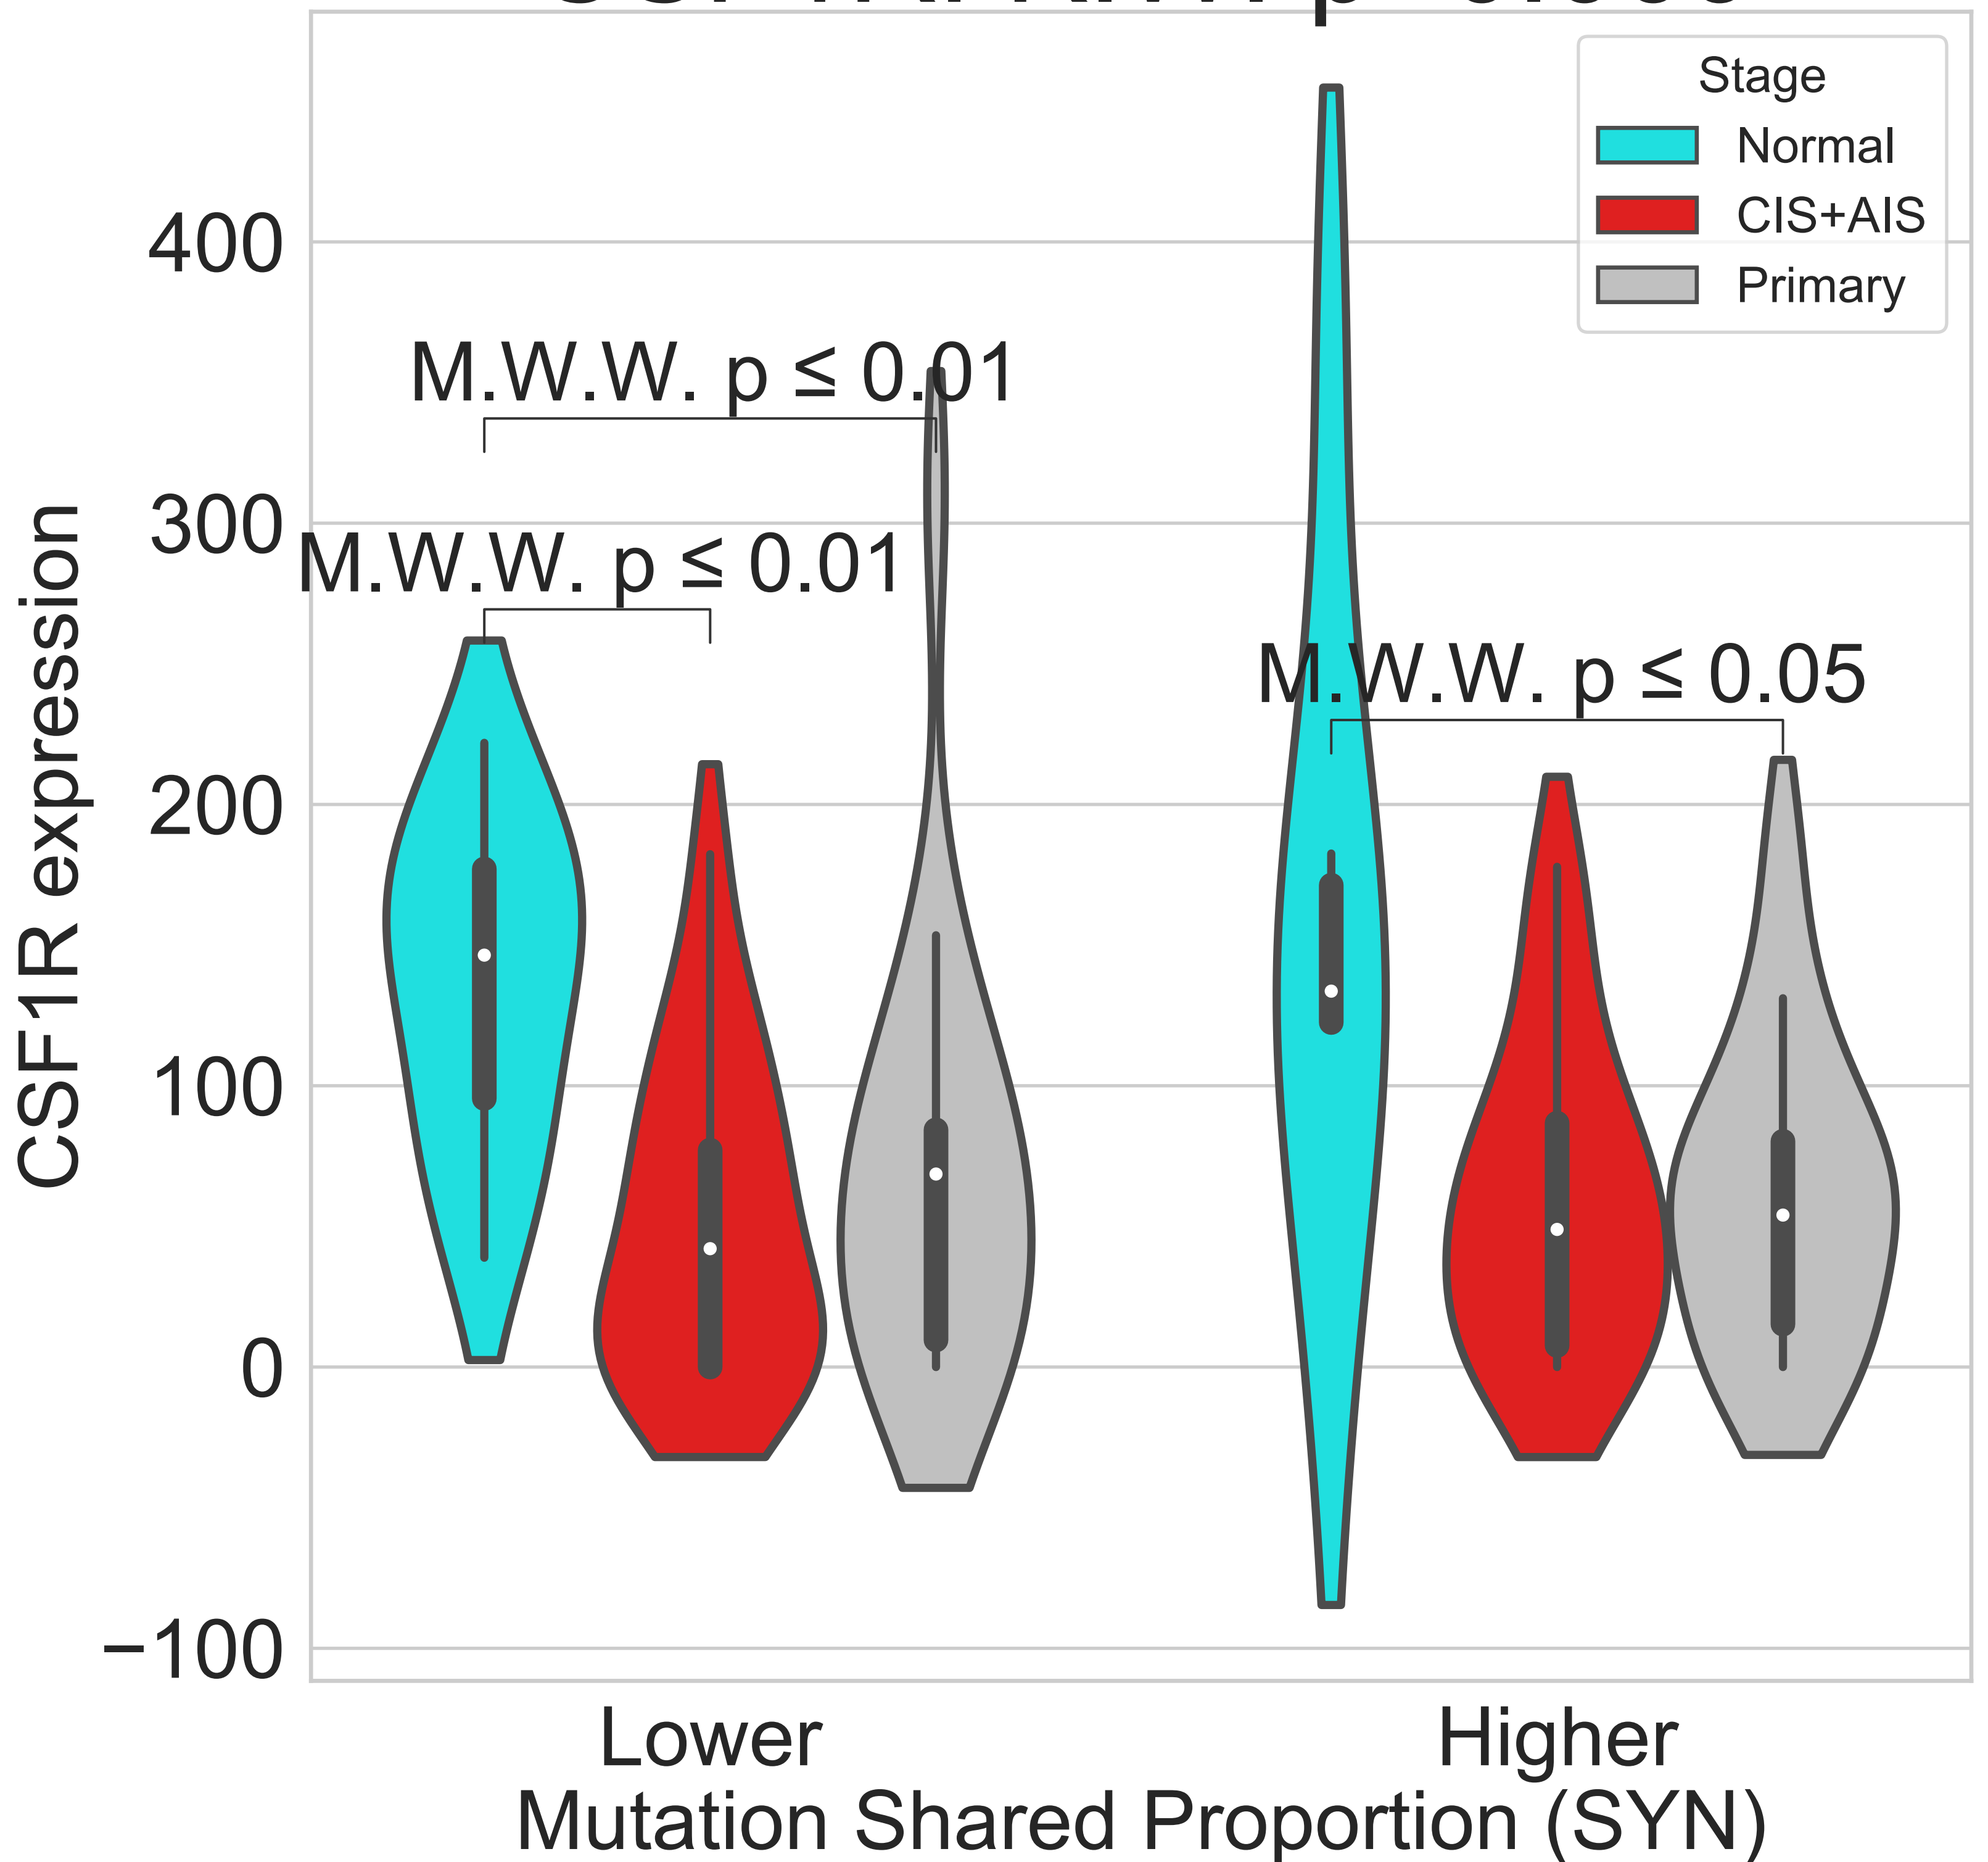 Stage
Normal
CIS+AIS
Primary
400
300
200
100
0
−100
CSF1R expression
M.W.W. p ≤ 0.01
M.W.W. p ≤ 0.01
M.W.W. p ≤ 0.05
Lower
Higher
Mutation Shared Proportion (SYN)